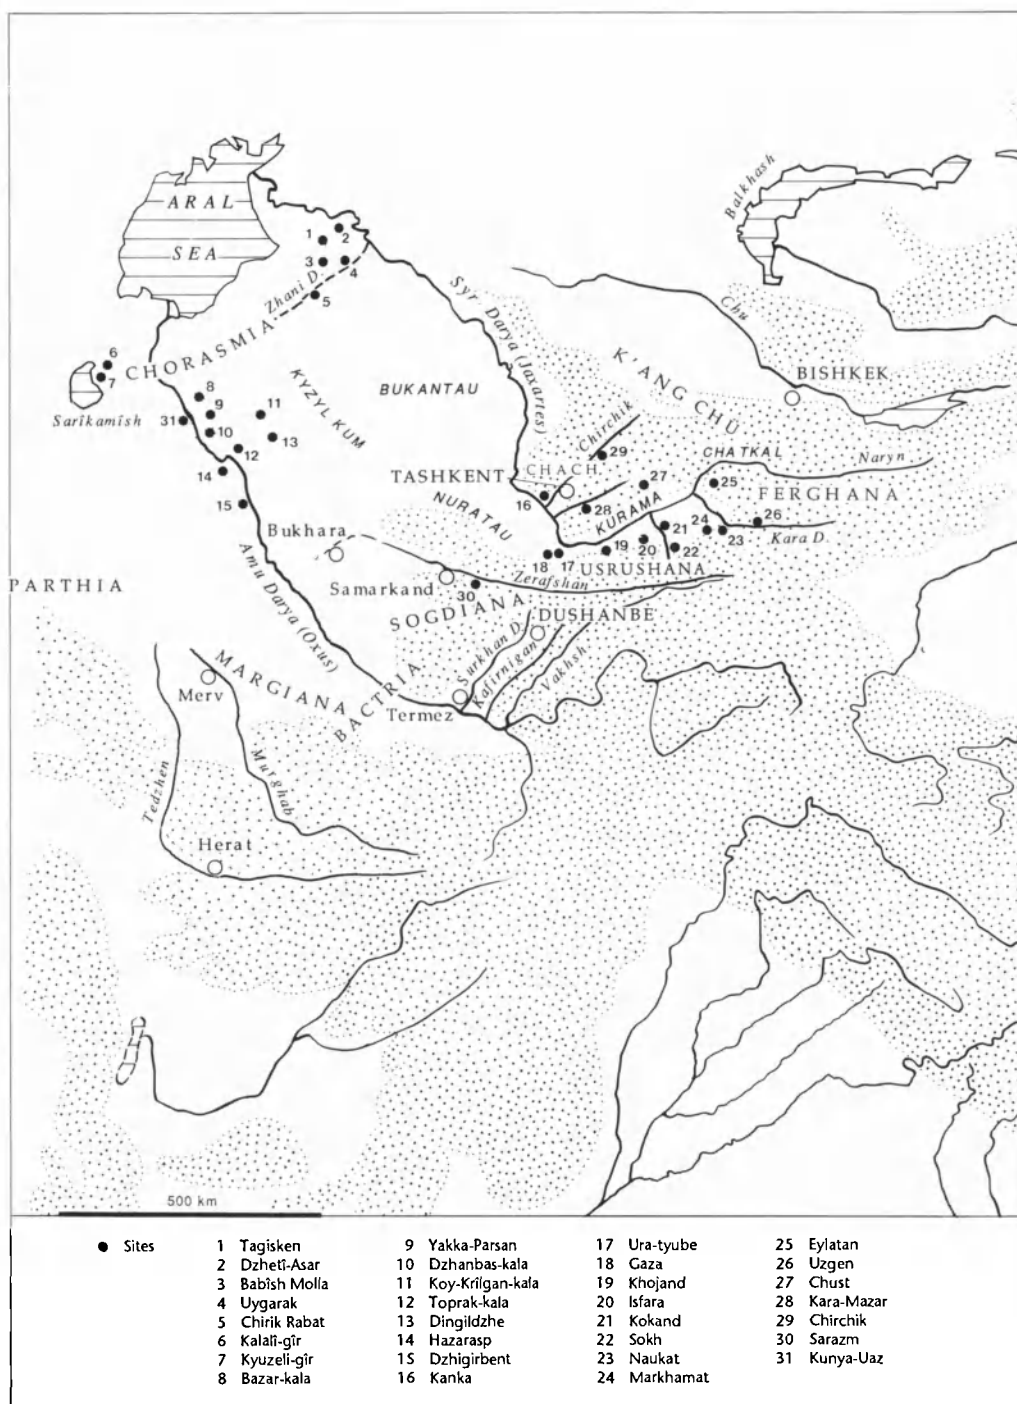 ARAL
SEA
Balkhash
1
2
3
4
Zhani D.
5
Syr Darya (Jaxartes)
Chu
CHORASMIA
6
7
Sarîkamîsh
K'ANG CHÜ
BISHKEK
KYZYL KUM
BUKANTAU
8
9
10
11
12
13
14
15
31
Chirchik
29
CHATKAL
Naryn
TASHKENT
CHACH
27
25
FERGHANA
16
28
KURAMA
NURATAU
24
26
21
23
Kara D.
Bukhara
18
17
19
20
22
USRUSHANA
Zerafshan
PARTHIA
Samarkand
30
Amu Darya (Oxus)
SOGDIANA
DUSHANBE
Surkhan D.
Kafirnigan
Vakhsh
MARGIANA
Merv
BACTRIA
Termez
Tedzhen
Murghab
Herat
500 km
Sites
1 Tagisken
2 Dzhetî-Asar
3 Babîsh Molla
4 Uygarak
5 Chirik Rabat
6 Kalalî-gîr
7 Kyuzeli-gîr
8 Bazar-kala
9 Yakka-Parsan
10 Dzhanbas-kala
11 Koy-Krîlgan-kala
12 Toprak-kala
13 Dingildzhe
14 Hazarasp
15 Dzhigirbent
16 Kanka
17 Ura-tyube
18 Gaza
19 Khojand
20 Isfara
21 Kokand
22 Sokh
23 Naukat
24 Markhamat
25 Eylatan
26 Uzgen
27 Chust
28 Kara-Mazar
29 Chirchik
30 Sarazm
31 Kunya-Uaz